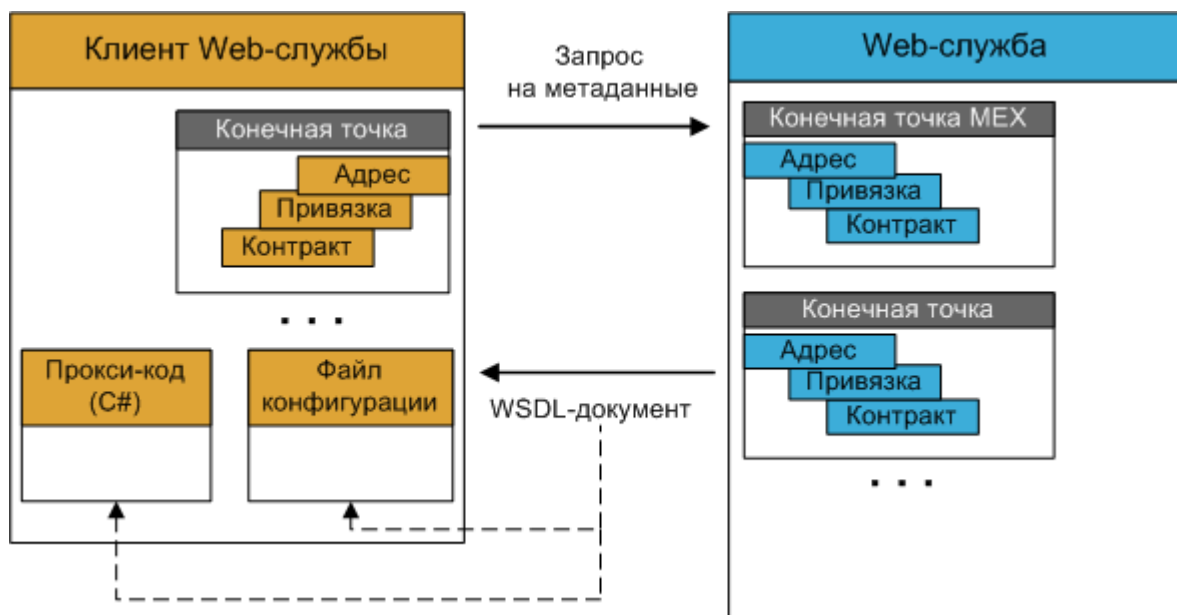 Клиент Web-службы
Конечная точка
Адрес
Привязка
Контракт
. . .
Прокси-код
(C#)
Файл
конфигурации
Запрос
на метаданные
WSDL-документ
Web-служба
Конечная точка MEX
Адрес
Привязка
Контракт
Конечная точка
Адрес
Привязка
Контракт
. . .